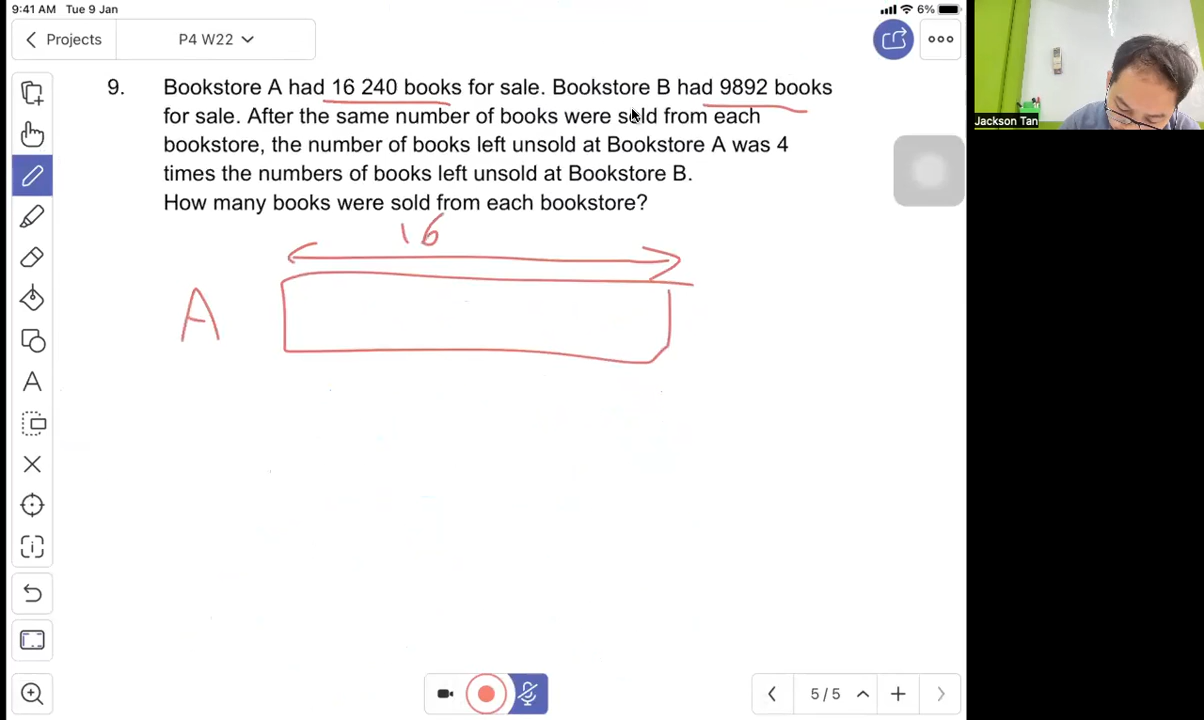 9:41 AM Tue 9 Jan
6%
Projects
P4 W22
9. Bookstore A had 16 240 books for sale. Bookstore B had 9892 books
for sale. After the same number of books were sold from each
bookstore, the number of books left unsold at Bookstore A was 4
times the numbers of books left unsold at Bookstore B.
How many books were sold from each bookstore?
16
A
A
5 / 5
Jackson Tan